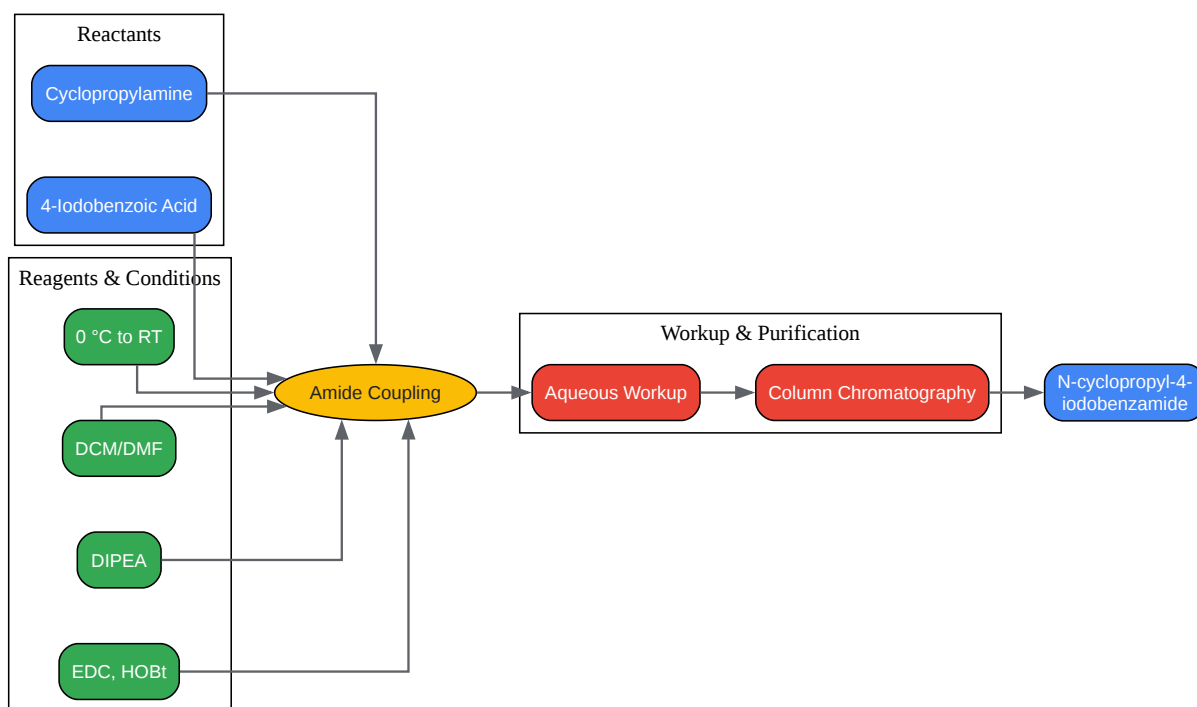 Reactants
Cyclopropylamine
4-Iodobenzoic Acid
Reagents & Conditions
0 °C to RT
DCM/DMF
DIPEA
EDC, HOBt
Amide Coupling
Workup & Purification
Aqueous Workup
Column Chromatography
N-cyclopropyl-4-
iodobenzamide